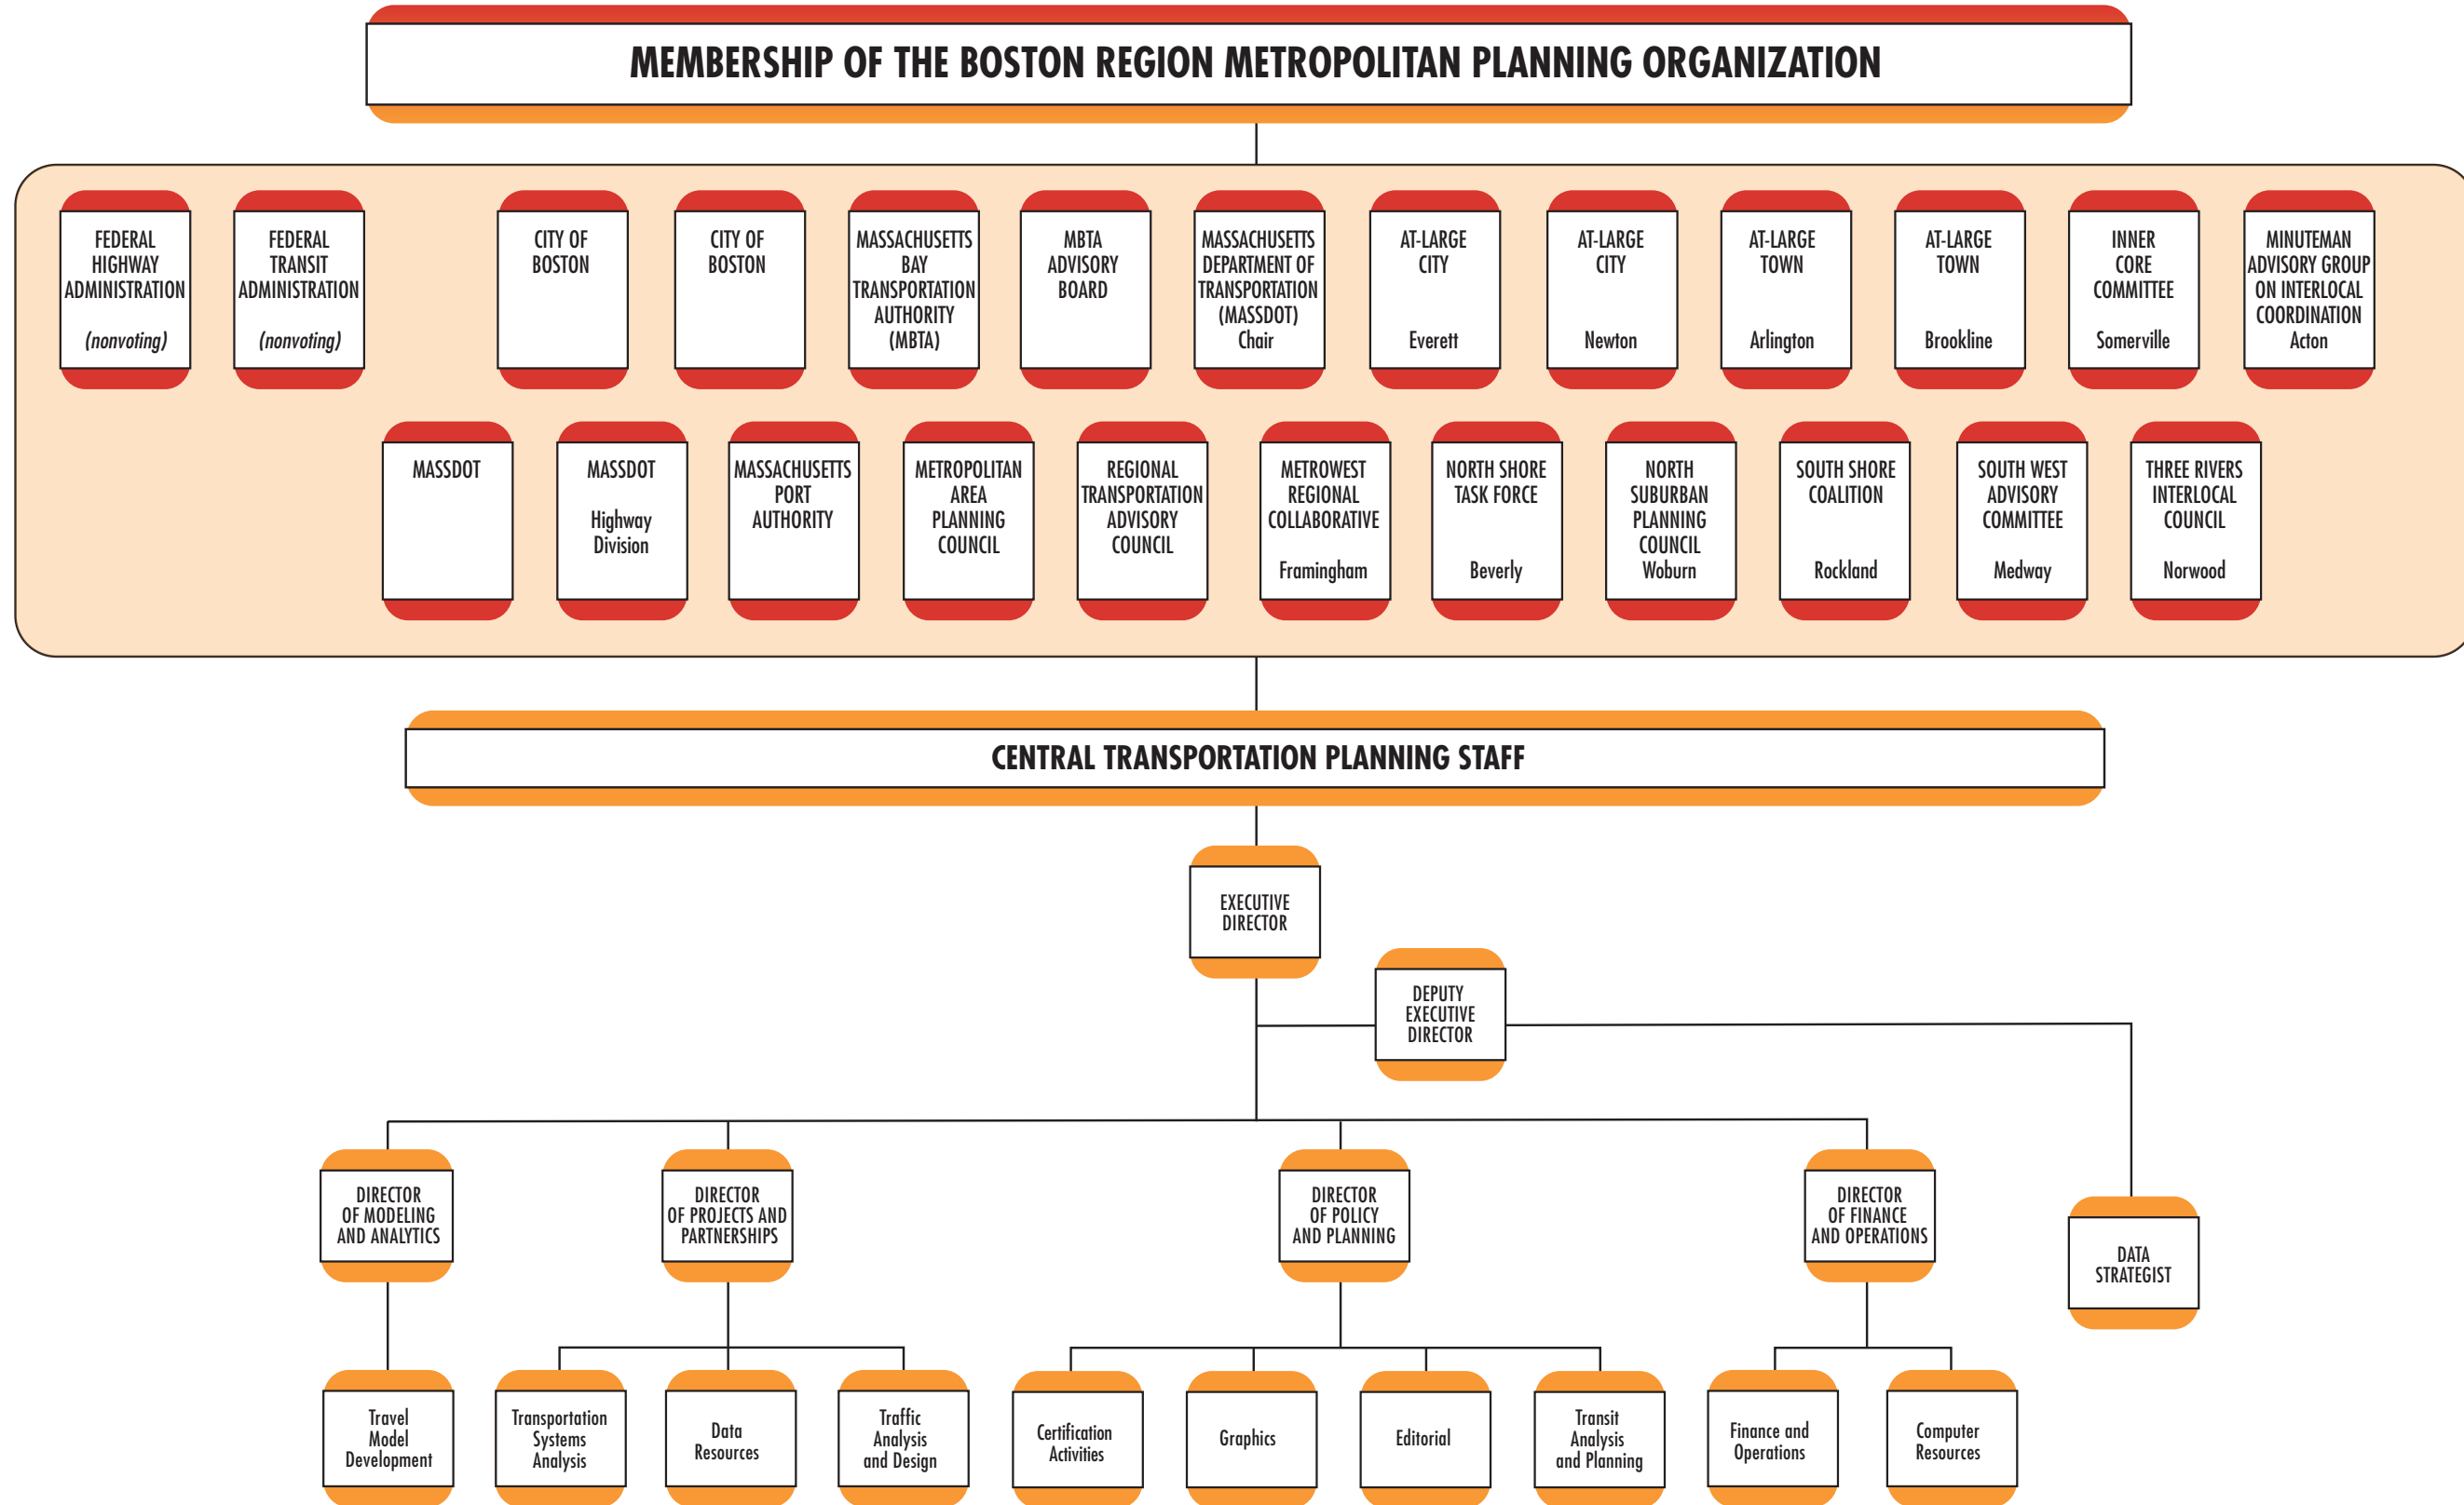 MEMBERSHIP OF THE BOSTON REGION METROPOLITAN PLANNING ORGANIZATION
FEDERAL
HIGHWAY
ADMINISTRATION
(nonvoting)
FEDERAL
TRANSIT
ADMINISTRATION
(nonvoting)
CITY OF
BOSTON
CITY OF
BOSTON
MASSACHUSETTS
BAY
TRANSPORTATION
AUTHORITY
(MBTA)
MBTA
ADVISORY
BOARD
MASSACHUSETTS
DEPARTMENT OF
TRANSPORTATION
(MASSDOT)
Chair
AT-LARGE
CITY
Everett
AT-LARGE
CITY
Newton
AT-LARGE
TOWN
Arlington
AT-LARGE
TOWN
Brookline
INNER
CORE
COMMITTEE
Somerville
MINUTEMAN
ADVISORY GROUP
ON INTERLOCAL
COORDINATION
Acton
MASSDOT
MASSDOT
Highway
Division
MASSACHUSETTS
PORT
AUTHORITY
METROPOLITAN
AREA
PLANNING
COUNCIL
REGIONAL
TRANSPORTATION
ADVISORY
COUNCIL
METROWEST
REGIONAL
COLLABORATIVE
Framingham
NORTH SHORE
TASK FORCE
Beverly
NORTH
SUBURBAN
PLANNING
COUNCIL
Woburn
SOUTH SHORE
COALITION
Rockland
SOUTH WEST
ADVISORY
COMMITTEE
Medway
THREE RIVERS
INTERLOCAL
COUNCIL
Norwood
CENTRAL TRANSPORTATION PLANNING STAFF
EXECUTIVE
DIRECTOR
DEPUTY
EXECUTIVE
DIRECTOR
DIRECTOR
OF MODELING
AND ANALYTICS
DIRECTOR
OF PROJECTS AND
PARTNERSHIPS
DIRECTOR
OF POLICY
AND PLANNING
DIRECTOR
OF FINANCE
AND OPERATIONS
DATA
STRATEGIST
Travel
Model
Development
Transportation
Systems
Analysis
Data
Resources
Traffic
Analysis
and Design
Certification
Activities
Graphics
Editorial
Transit
Analysis
and Planning
Finance and
Operations
Computer
Resources